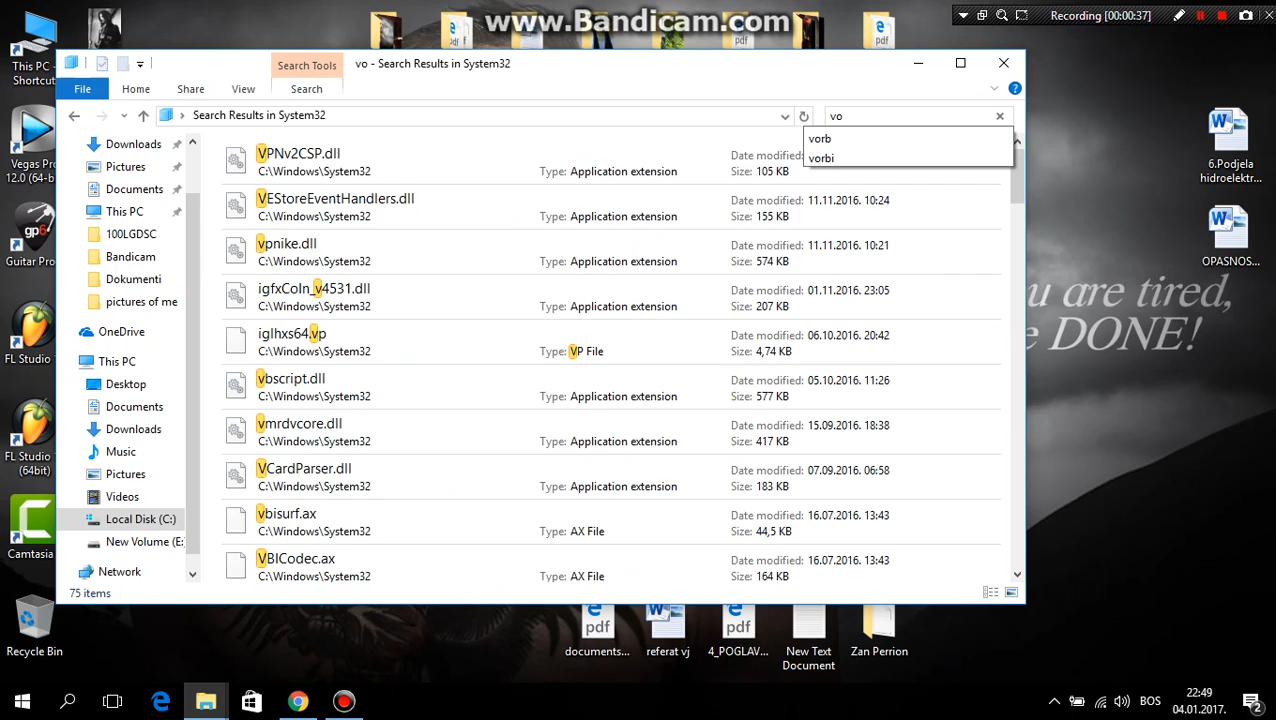 www.Bandicam.com
Recording [00:00:37]
This PC -
Shortcut
Vegas Pro
12.0 (64-bi
Guitar Pro
FL Studio
FL Studio
(64bit)
Camtasia
Recycle Bin
Search Tools
vo - Search Results in System32
File
Home
Share
View
Search
Search Results in System32
vo
vorb
vorbi
Downloads
Pictures
Documents
This PC
100LGDSC
Bandicam
Dokumenti
pictures of me
OneDrive
This PC
Desktop
Documents
Downloads
Music
Pictures
Videos
Local Disk (C:)
New Volume (E:
Network
VPNv2CSP.dll
Date modified:
C:\Windows\System32
Type: Application extension
Size: 105 KB
VEStoreEventHandlers.dll
Date modified: 11.11.2016. 10:24
C:\Windows\System32
Type: Application extension
Size: 155 KB
vpnike.dll
Date modified: 11.11.2016. 10:21
C:\Windows\System32
Type: Application extension
Size: 574 KB
igfxCoIn_v4531.dll
Date modified: 01.11.2016. 23:05
C:\Windows\System32
Type: Application extension
Size: 207 KB
iglhxs64.vp
Date modified: 06.10.2016. 20:42
C:\Windows\System32
Type: VP File
Size: 4,74 KB
vbscript.dll
Date modified: 05.10.2016. 11:26
C:\Windows\System32
Type: Application extension
Size: 577 KB
vmrdvcore.dll
Date modified: 15.09.2016. 18:38
C:\Windows\System32
Type: Application extension
Size: 417 KB
VCardParser.dll
Date modified: 07.09.2016. 06:58
C:\Windows\System32
Type: Application extension
Size: 183 KB
vbisurf.ax
Date modified: 16.07.2016. 13:43
C:\Windows\System32
Type: AX File
Size: 44,5 KB
VBICodec.ax
Date modified: 16.07.2016. 13:43
C:\Windows\System32
Type: AX File
Size: 164 KB
75 items
6.Podjela
hidroelektr...
OPASNOS...
u are tired,
e DONE!
documents...
referat vj
4_POGLAV...
New Text
Document
Zan Perrion
BOS
22:49
04.01.2017.
2